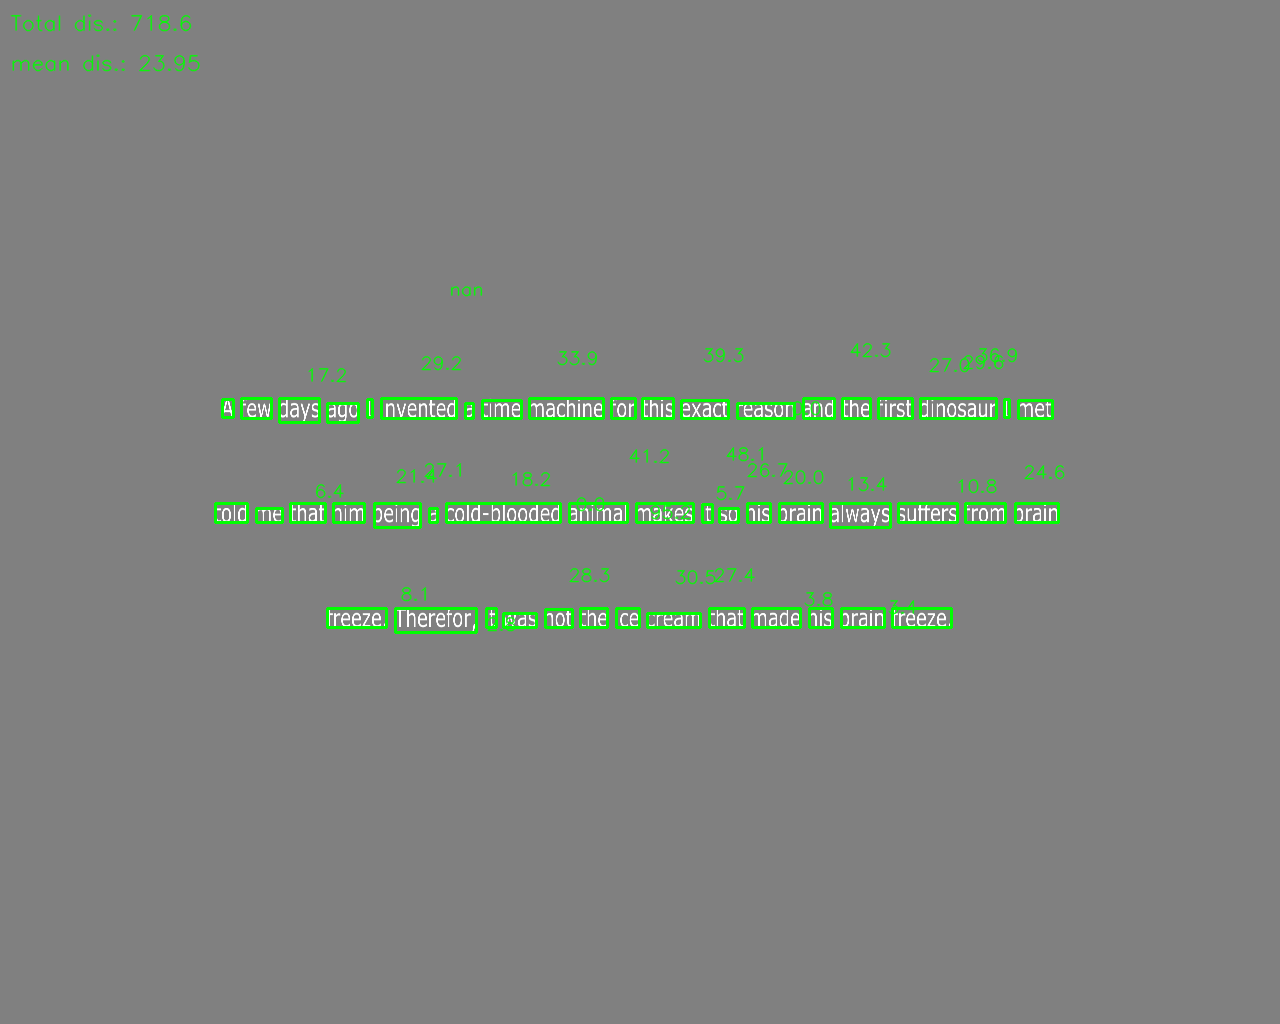 Total dis.: 718.6
mean dis.: 23.95
nan
17.2 29.2 33.9 39.3 42.3 27.0 29.6 36.9
A few days ago I invented a time machine for this exact reason and the first dinosaur I met
6.4 21.4 27.1 18.2 41.2 5.7 48.1 26.7 20.0 13.4 10.8 24.6
told me that him being a cold-blooded animal makes it so his brain always suffers from brain
8.1 28.3 30.5 27.4 3.8
freeze. Therefor, it was not the ice cream that made his brain freeze.